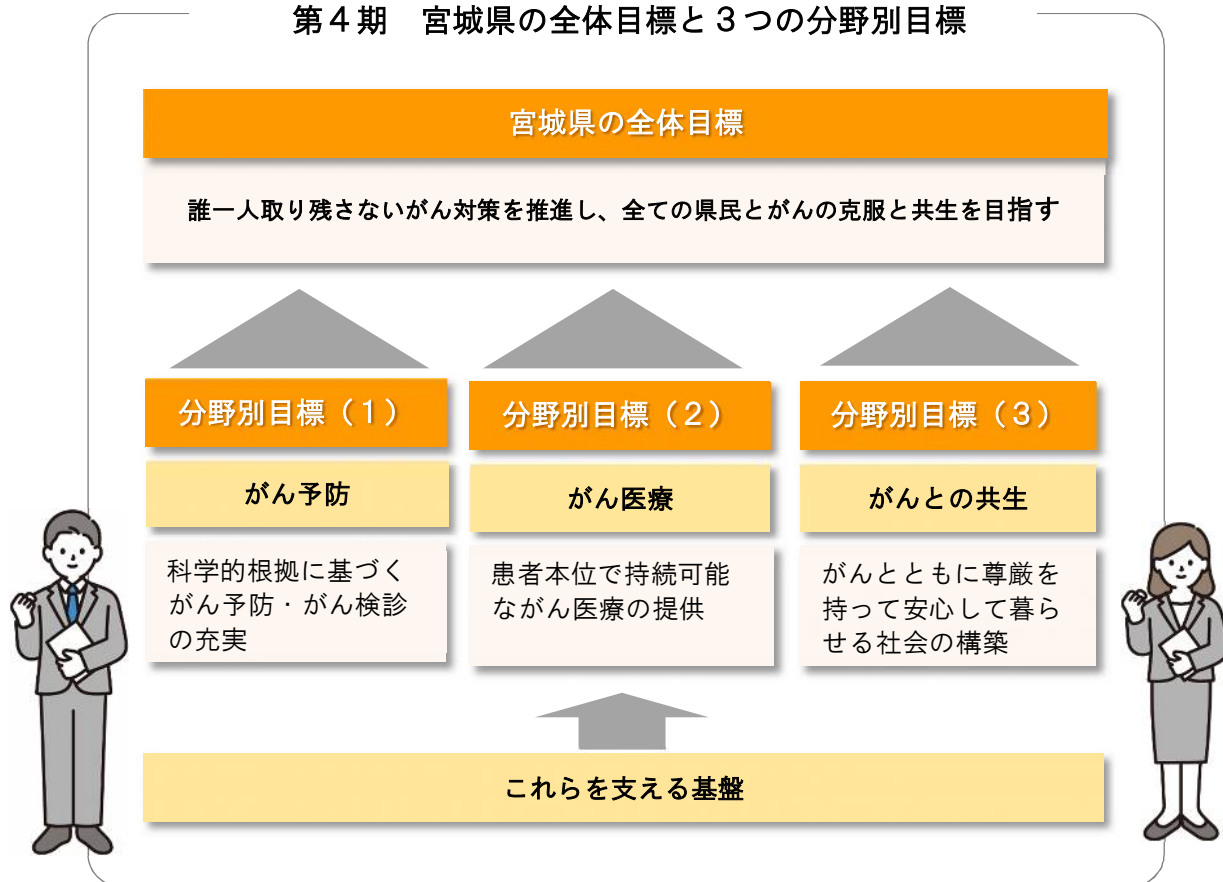 第４期　宮城県の全体目標と３つの分野別目標
宮城県の全体目標
誰一人取り残さないがん対策を推進し、全ての県民とがんの克服と共生を目指す
分野別目標（１）
がん予防
科学的根拠に基づく
がん予防・がん検診
の充実
分野別目標（２）
がん医療
患者本位で持続可能
ながん医療の提供
分野別目標（３）
がんとの共生
がんとともに尊厳を
持って安心して暮ら
せる社会の構築
これらを支える基盤